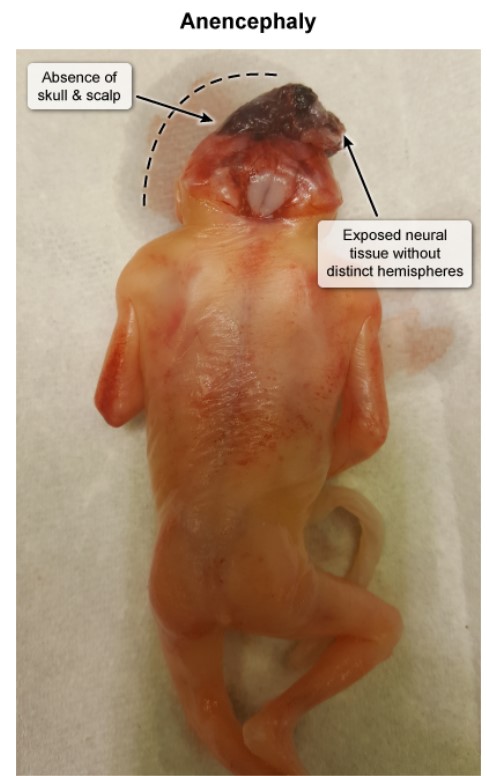 Anencephaly
Absence of
skull & scalp
Exposed neural
tissue without
distinct hemispheres